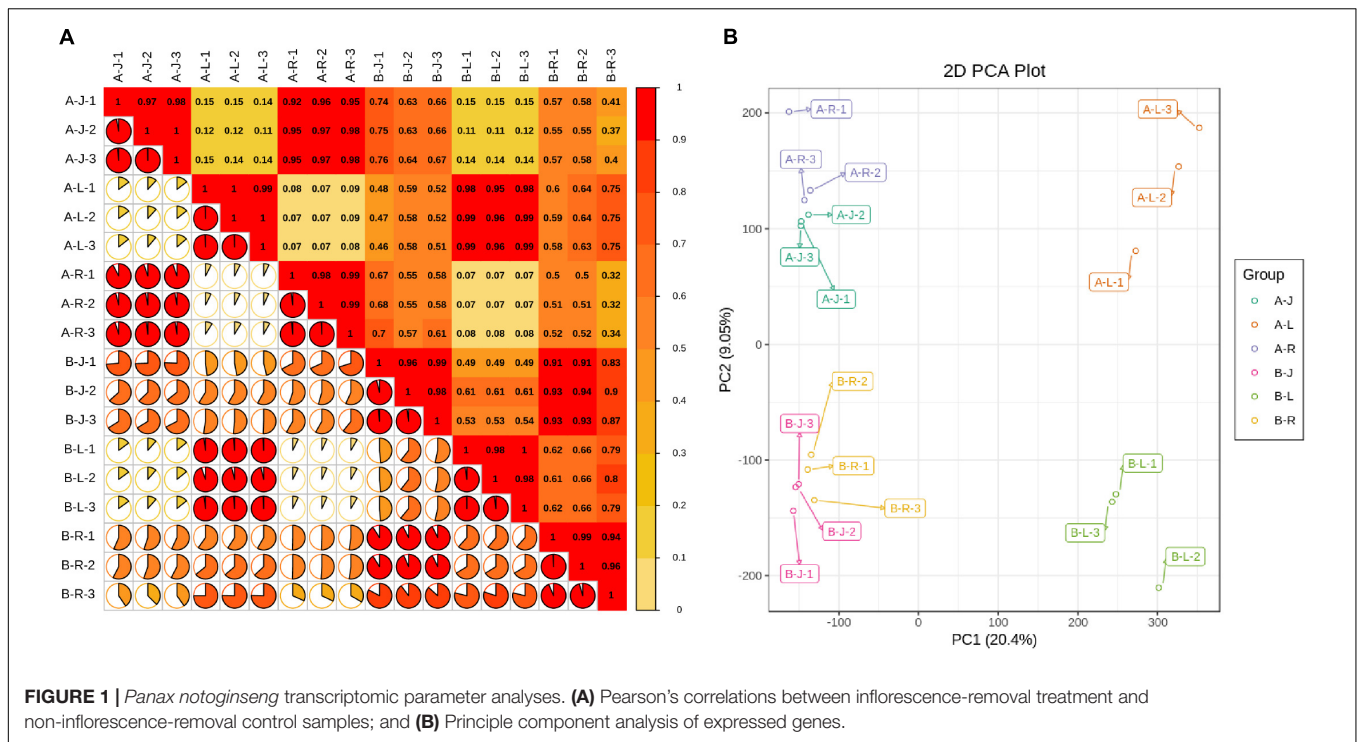 A
A-J-1 A-J-2 A-J-3 A-L-1 A-L-2 A-L-3 A-R-1 A-R-2 A-R-3 B-J-1 B-J-2 B-J-3 B-L-1 B-L-2 B-L-3 B-R-1 B-R-2 B-R-3
A-J-1 1 0.97 0.98 0.15 0.15 0.14 0.92 0.96 0.95 0.74 0.63 0.66 0.15 0.15 0.15 0.57 0.58 0.41
A-J-2 1 1 0.12 0.12 0.11 0.95 0.97 0.98 0.75 0.63 0.66 0.11 0.11 0.12 0.55 0.55 0.37
A-J-3 1 0.15 0.14 0.14 0.95 0.97 0.98 0.76 0.64 0.67 0.14 0.14 0.14 0.57 0.58 0.4
A-L-1 1 1 0.99 0.08 0.07 0.09 0.48 0.59 0.52 0.98 0.95 0.98 0.6 0.64 0.75
A-L-2 1 1 0.07 0.07 0.09 0.47 0.58 0.52 0.99 0.96 0.99 0.59 0.64 0.75
A-L-3 1 0.07 0.07 0.08 0.46 0.58 0.51 0.99 0.96 0.99 0.58 0.63 0.75
A-R-1 1 0.98 0.99 0.67 0.55 0.58 0.07 0.07 0.07 0.5 0.5 0.32
A-R-2 1 0.99 0.68 0.55 0.58 0.07 0.07 0.07 0.51 0.51 0.32
A-R-3 1 0.7 0.57 0.61 0.08 0.08 0.08 0.52 0.52 0.34
B-J-1 1 0.96 0.99 0.49 0.49 0.49 0.91 0.91 0.83
B-J-2 1 0.98 0.61 0.61 0.61 0.93 0.94 0.9
B-J-3 1 0.53 0.53 0.54 0.93 0.93 0.87
B-L-1 1 0.98 1 0.62 0.66 0.79
B-L-2 1 0.98 0.61 0.66 0.8
B-L-3 1 0.62 0.66 0.79
B-R-1 1 0.99 0.94
B-R-2 1 0.96
B-R-3 1
1
0.9
0.8
0.7
0.6
0.5
0.4
0.3
0.2
0.1
0
B
2D PCA Plot
PC2 (9.05%)
200
100
0
-100
-200
A-R-1
A-L-3
A-R-3
A-R-2
A-L-2
A-J-2
A-J-3
A-L-1
A-J-1
B-R-2
B-J-3
B-R-1
B-L-1
B-R-3
B-J-2
B-L-3
B-L-2
B-J-1
-100 0 100 200 300
PC1 (20.4%)
Group
A-J
A-L
A-R
B-J
B-L
B-R
FIGURE 1 | Panax notoginseng transcriptomic parameter analyses. (A) Pearson's correlations between inflorescence-removal treatment and
non-inflorescence-removal control samples; and (B) Principle component analysis of expressed genes.